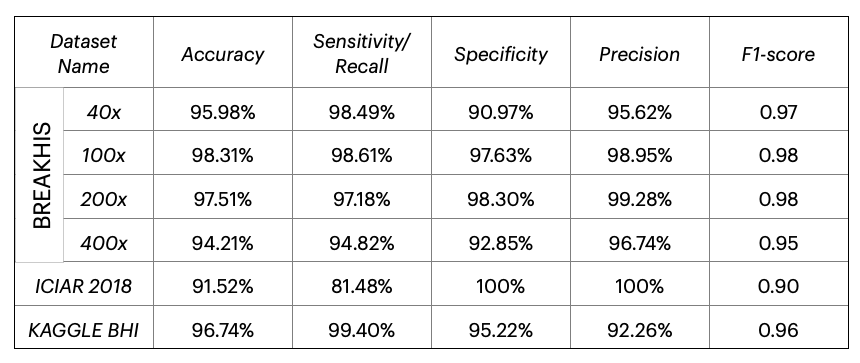 Dataset Name Accuracy Sensitivity/ Recall Specificity Precision F1-score
BREAKHIS
40x 95.98% 98.49% 90.97% 95.62% 0.97
100x 98.31% 98.61% 97.63% 98.95% 0.98
200x 97.51% 97.18% 98.30% 99.28% 0.98
400x 94.21% 94.82% 92.85% 96.74% 0.95
ICIAR 2018 91.52% 81.48% 100% 100% 0.90
KAGGLE BHI 96.74% 99.40% 95.22% 92.26% 0.96